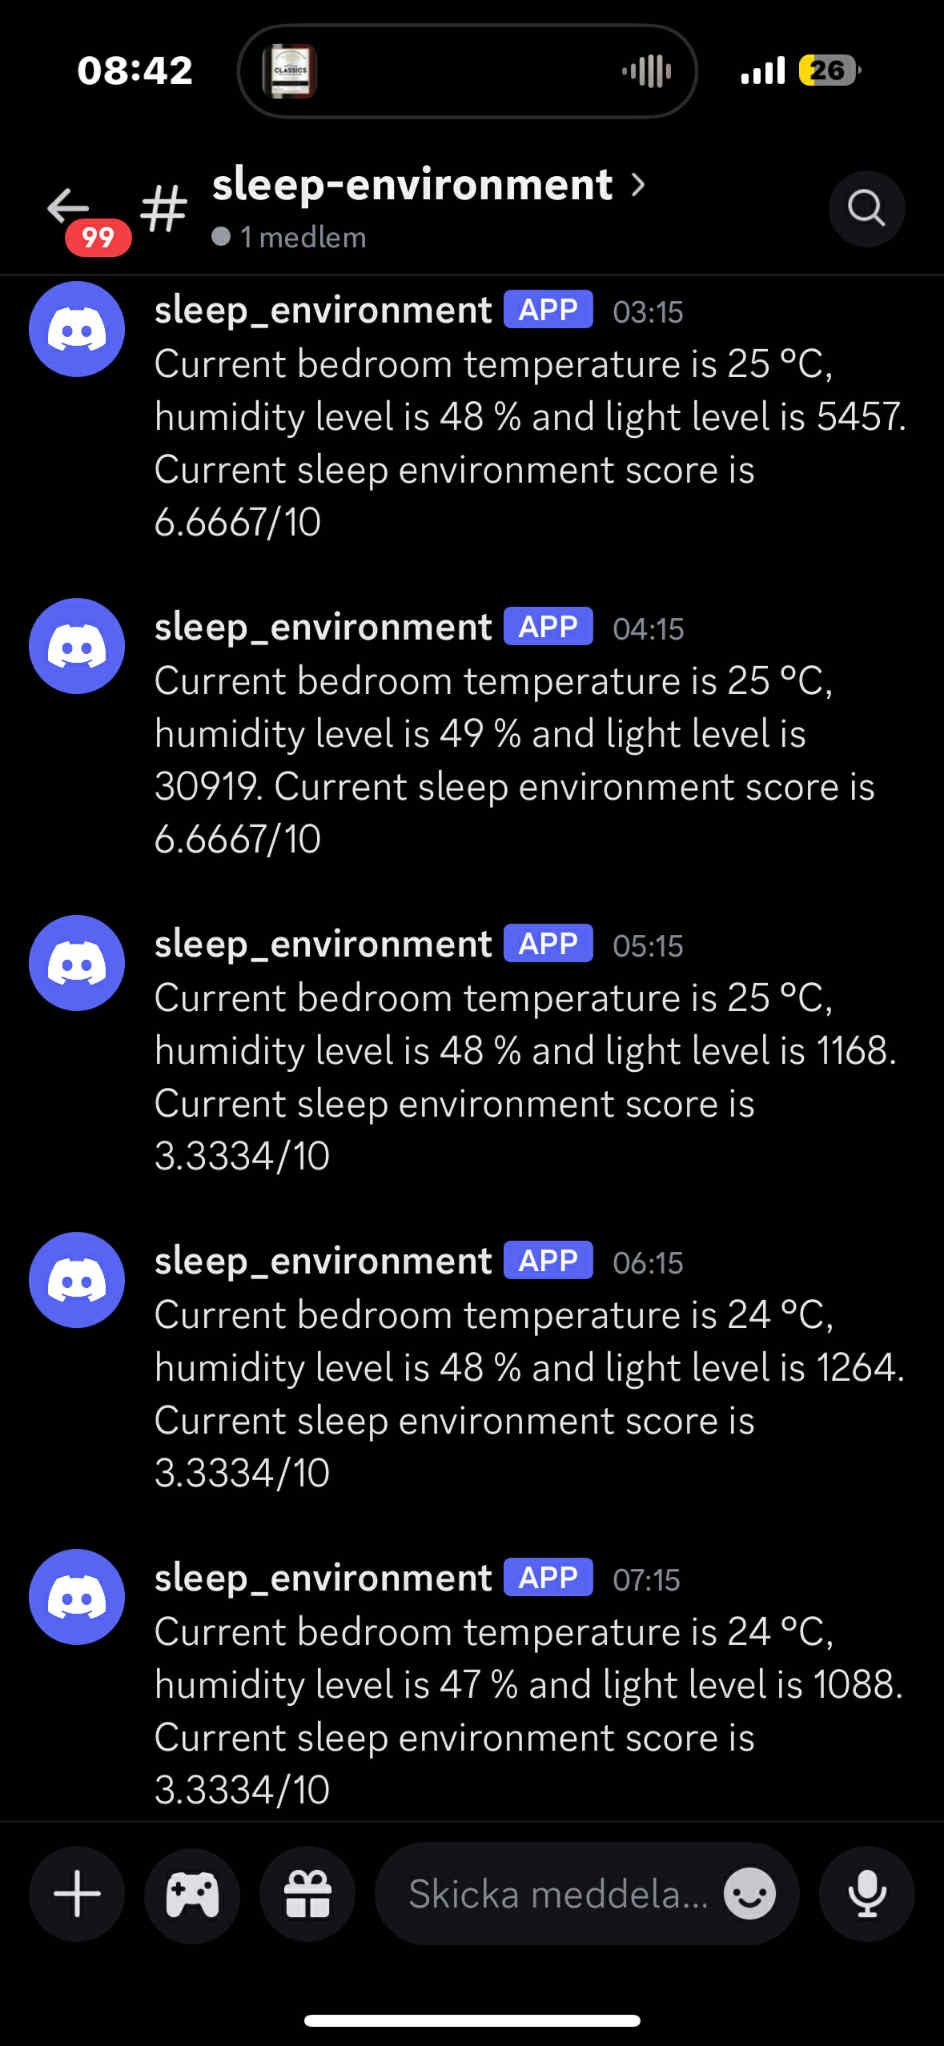 08:42
CLASSICS
26
sleep-environment
99
1 medlem
sleep_environment APP 03:15
Current bedroom temperature is 25 °C,
humidity level is 48 % and light level is 5457.
Current sleep environment score is
6.6667/10
sleep_environment APP 04:15
Current bedroom temperature is 25 °C,
humidity level is 49 % and light level is
30919. Current sleep environment score is
6.6667/10
sleep_environment APP 05:15
Current bedroom temperature is 25 °C,
humidity level is 48 % and light level is 1168.
Current sleep environment score is
3.3334/10
sleep_environment APP 06:15
Current bedroom temperature is 24 °C,
humidity level is 48 % and light level is 1264.
Current sleep environment score is
3.3334/10
sleep_environment APP 07:15
Current bedroom temperature is 24 °C,
humidity level is 47 % and light level is 1088.
Current sleep environment score is
3.3334/10
Skicka meddela...